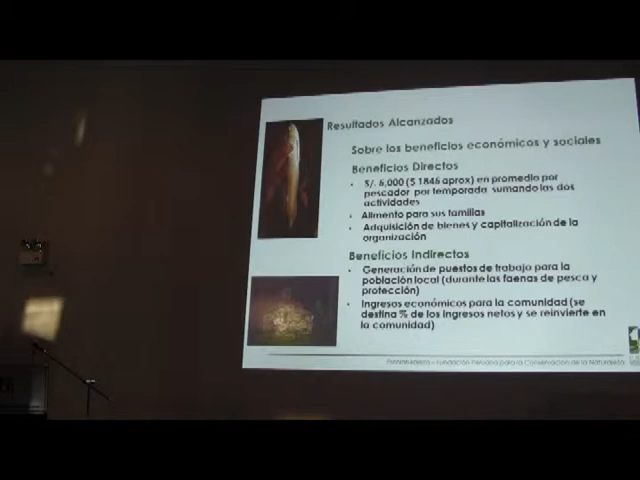 Resultados Alcanzados
Sobre los beneficios económicos y sociales
Beneficios Directos
• S/. 6,000 ($ 1846 aprox) en promedio por
pescador por temporada sumando las dos
actividades
• Alimento para sus familias
• Adquisición de bienes y capitalización de la
organización
Beneficios Indirectos
• Generación de puestos de trabajo para la
población local (durante las faenas de pesca y
protección)
• Ingresos económicos para la comunidad (se
destina % de los ingresos netos y se reinvierte en
la comunidad)
ProNaturaleza – Fundación Peruana para la Conservación de la Naturaleza